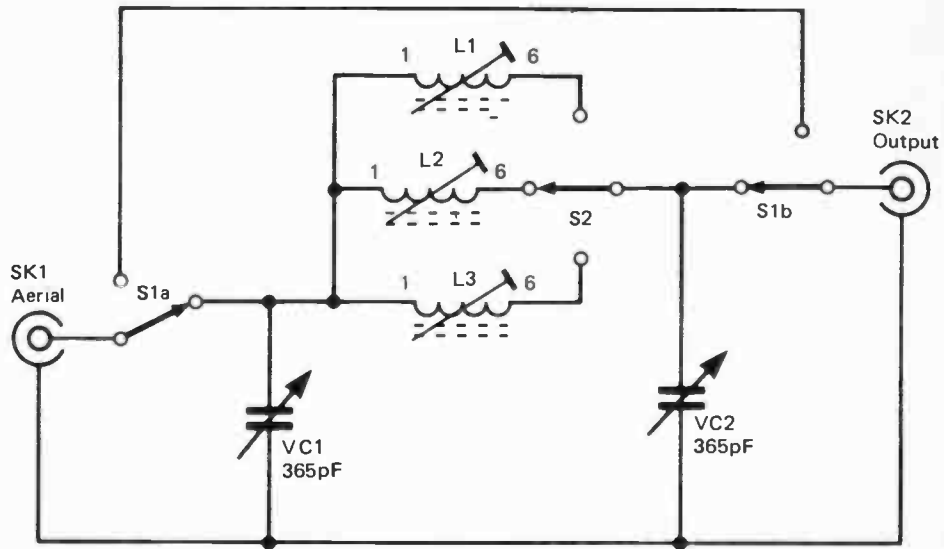 L1
1 6
SK2
Output
L2
1 6
S2
S1b
SK1
Aerial
S1a
L3
1 6
VC1
365pF
VC2
365pF